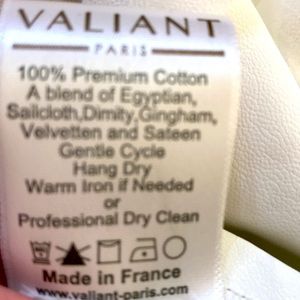 VALIANT
PARIS
100% Premium Cotton
A blend of Egyptian,
Sailcloth,Dimity,Gingham,
Velvetten and Sateen
Gentle Cycle
Hang Dry
Warm Iron if Needed
or
Professional Dry Clean
Made in France
www.valiant-paris.com